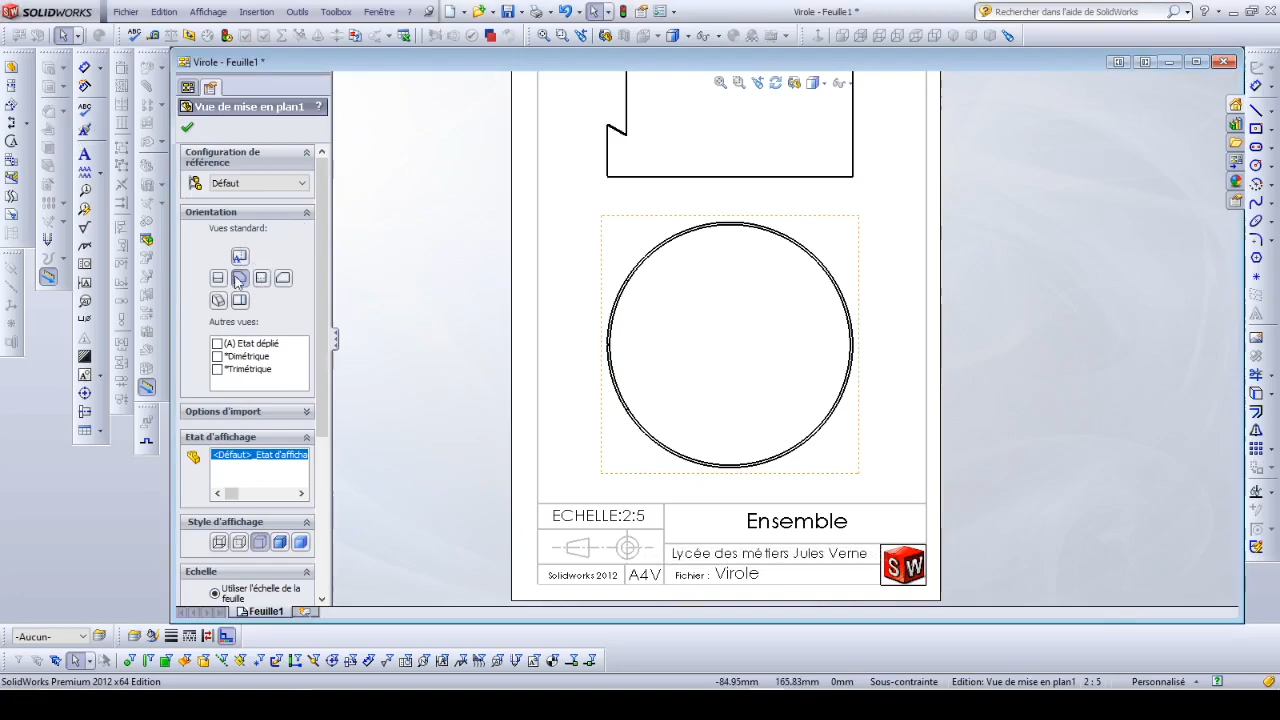 SOLIDWORKS
Fichier
Edition
Affichage
Insertion
Outils
Toolbox
Fenêtre
?
Virole - Feuille1 *
Rechercher dans l'aide de SolidWorks
Virole - Feuille1 *
Vue de mise en plan1
?
Configuration de
référence
Défaut
Orientation
Vues standard:
Autres vues:
(A) Etat déplié
*Dimétrique
*Trimétrique
Options d'import
Etat d'affichage
<Défaut>_Etat d'afficha
Style d'affichage
Echelle
Utiliser l'échelle de la
feuille
Feuille1
ECHELLE:2:5
Ensemble
Lycée des métiers Jules Verne
Solidworks 2012
A4V
Fichier : Virole
SW
-Aucun-
SolidWorks Premium 2012 x64 Edition
-84.95mm
165.83mm
0mm
Sous-contrainte
Edition: Vue de mise en plan1
2 : 5
Personnalisé
?